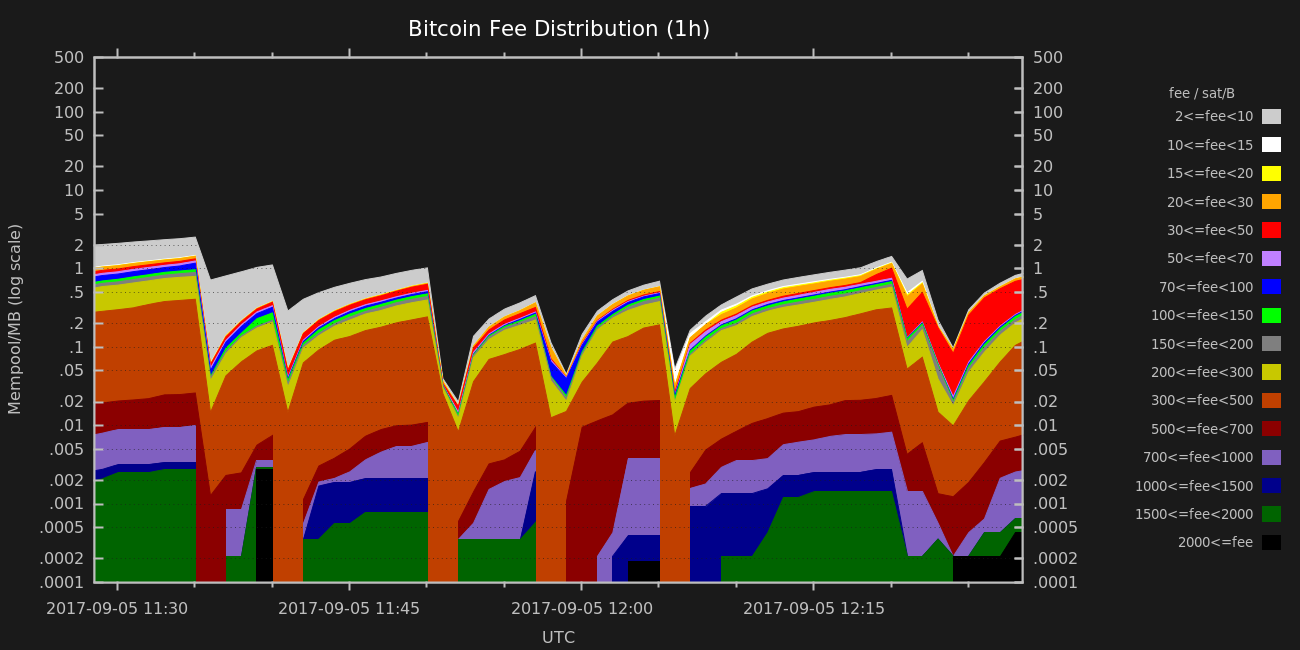 Bitcoin Fee Distribution (1h)
500 500
200 200
100 100
50 50
20 20
10 10
5 5
2 2
1 1
.5 .5
.2 .2
.1 .1
.05 .05
.02 .02
.01 .01
.005 .005
.002 .002
.001 .001
.0005 .0005
.0002 .0002
.0001 .0001
Mempool/MB (log scale)
2017-09-05 11:30 2017-09-05 11:45 2017-09-05 12:00 2017-09-05 12:15
UTC
fee / sat/B
2<=fee<10
10<=fee<15
15<=fee<20
20<=fee<30
30<=fee<50
50<=fee<70
70<=fee<100
100<=fee<150
150<=fee<200
200<=fee<300
300<=fee<500
500<=fee<700
700<=fee<1000
1000<=fee<1500
1500<=fee<2000
2000<=fee